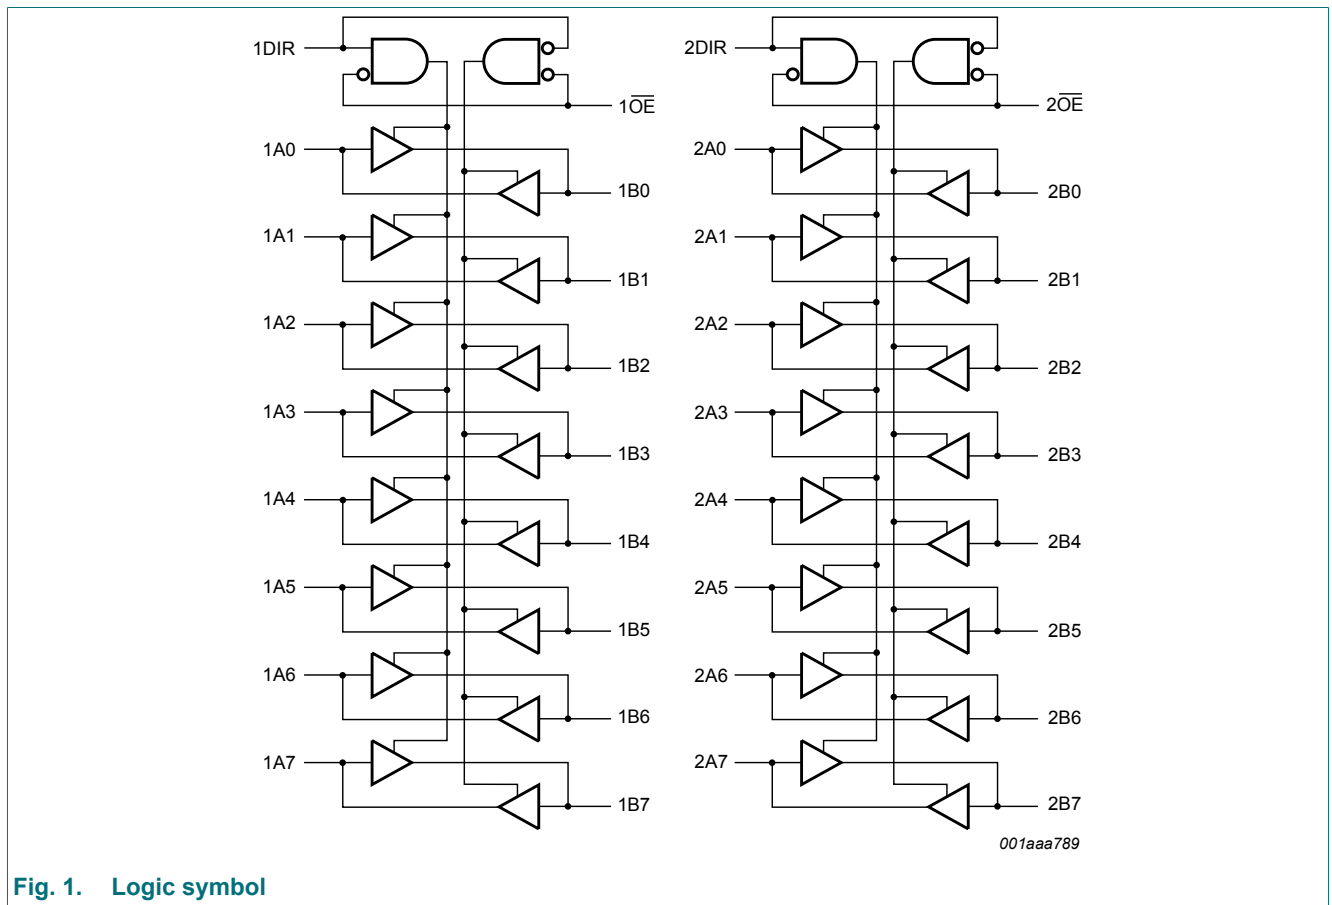 1DIR 2DIR
1O̅E̅ 2O̅E̅
1A0 2A0
1B0 2B0
1A1 2A1
1B1 2B1
1A2 2A2
1B2 2B2
1A3 2A3
1B3 2B3
1A4 2A4
1B4 2B4
1A5 2A5
1B5 2B5
1A6 2A6
1B6 2B6
1A7 2A7
1B7 2B7
001aaa789
Fig. 1. Logic symbol